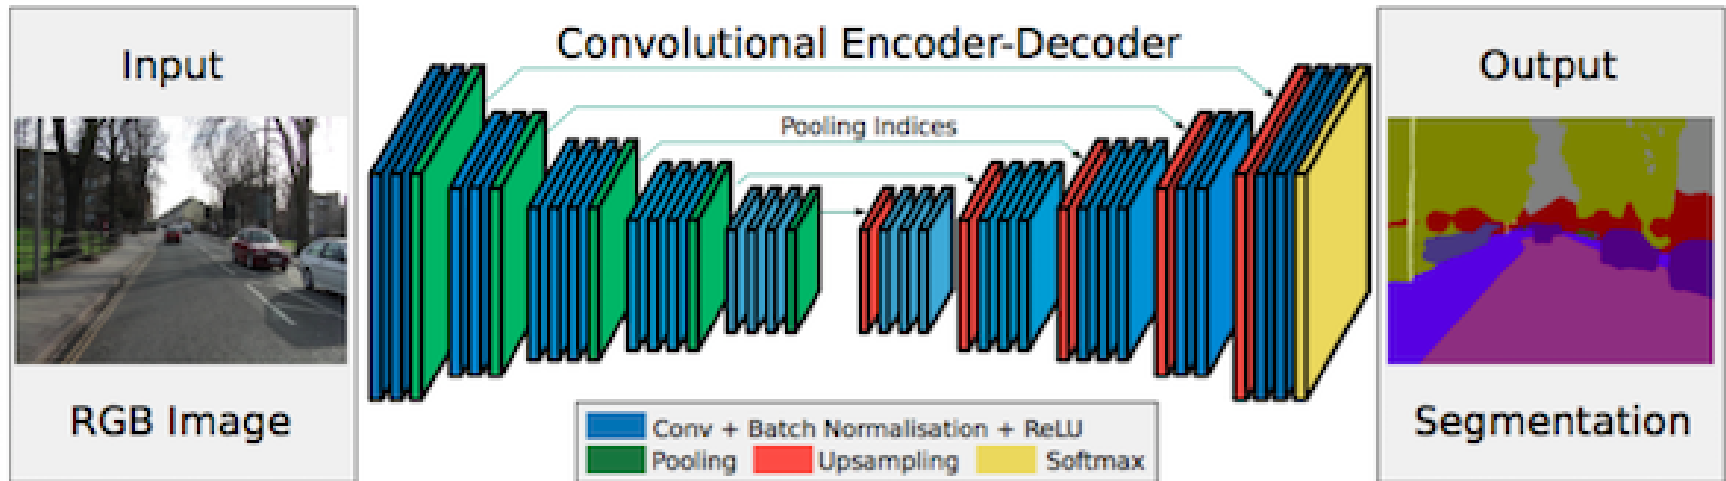 Convolutional Encoder-Decoder
Input
RGB Image
Pooling Indices
Output
Segmentation
Conv + Batch Normalisation + ReLU
Pooling
Upsampling
Softmax